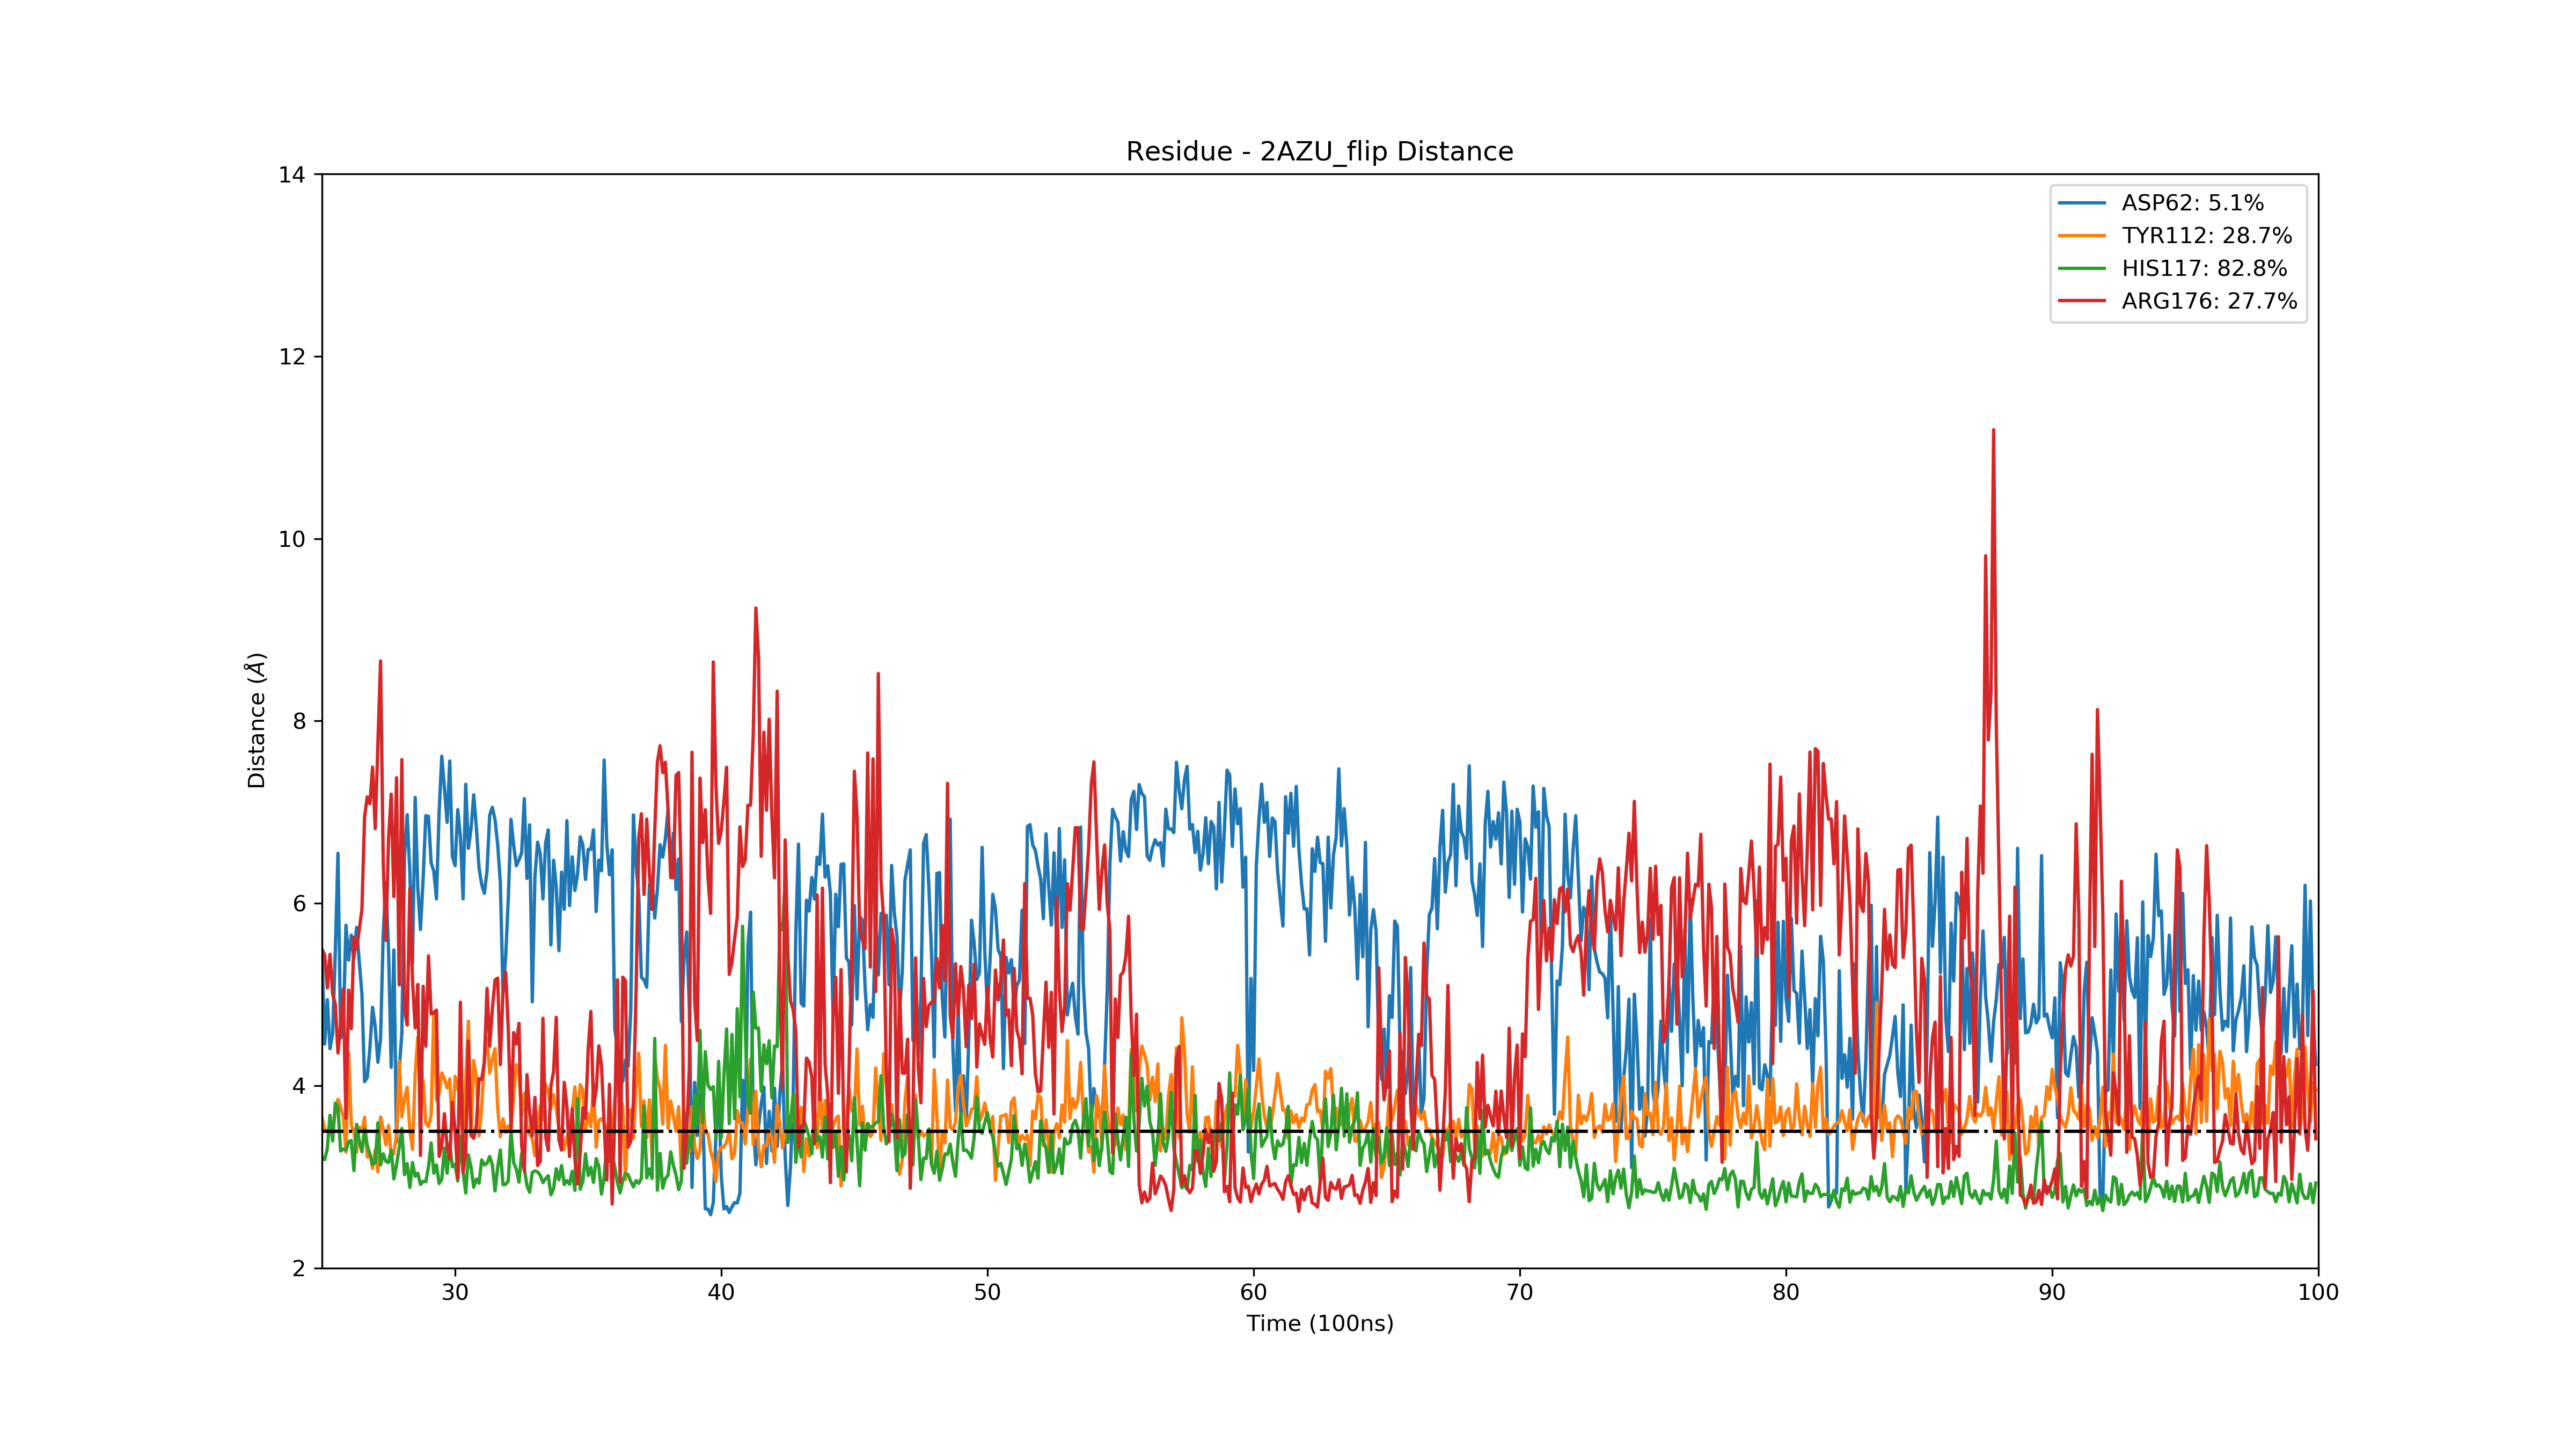 Residue - 2AZU_flip Distance
14
12
10
8
6
4
2
Distance (Å)
ASP62: 5.1%
TYR112: 28.7%
HIS117: 82.8%
ARG176: 27.7%
30 40 50 60 70 80 90 100
Time (100ns)